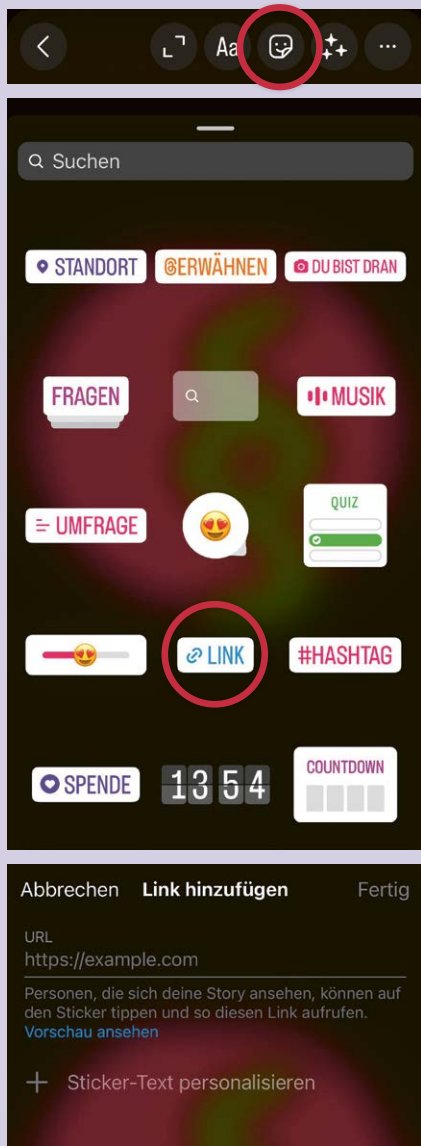 Aa
Suchen
STANDORT @ERWÄHNEN DU BIST DRAN
FRAGEN MUSIK
UMFRAGE QUIZ
LINK #HASHTAG
SPENDE 13 54 COUNTDOWN
Abbrechen Link hinzufügen Fertig
URL
https://example.com
Personen, die sich deine Story ansehen, können auf
den Sticker tippen und so diesen Link aufrufen.
Vorschau ansehen
+ Sticker-Text personalisieren